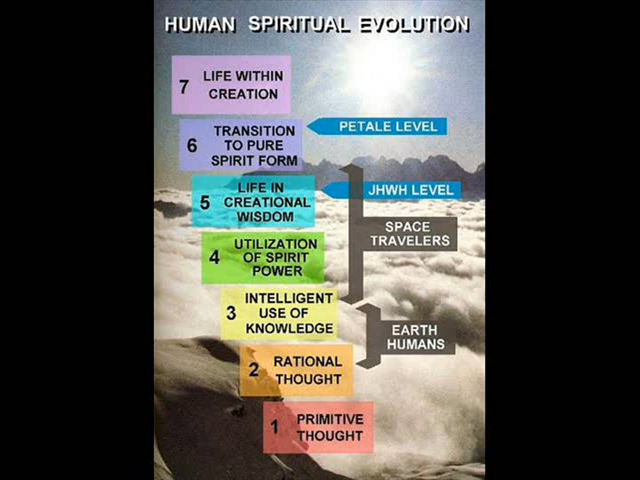 HUMAN SPIRITUAL EVOLUTION
7
LIFE WITHIN
CREATION
6
TRANSITION
TO PURE
SPIRIT FORM
PETALE LEVEL
5
LIFE IN
CREATIONAL
WISDOM
JHWH LEVEL
4
UTILIZATION
OF SPIRIT
POWER
SPACE
TRAVELERS
3
INTELLIGENT
USE OF
KNOWLEDGE
EARTH
HUMANS
2
RATIONAL
THOUGHT
1
PRIMITIVE
THOUGHT